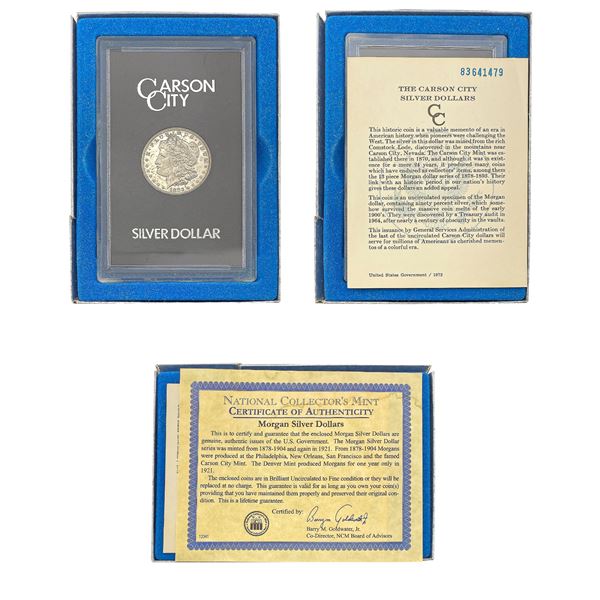 CARSON
CITY
1883
SILVER DOLLAR
83641479
THE CARSON CITY
SILVER DOLLARS
CC
This historic coin is a valuable memento of an era in
American history when pioneers were challenging the
West. The silver in this dollar was mined from the rich
Comstock Lode, discovered in the mountains near
Carson City, Nevada. The Carson City Mint was es-
tablished there in 1870, and although it was in exist-
ence for a mere 24 years, it produced many coins
which have endured as collectors' items, among them
the 13 piece Morgan dollar series of 1878-1893. Their
link with an historic period in our nation's history
gives these dollars an added appeal.
This coin is an uncirculated specimen of the Morgan
dollar, containing ninety percent silver, which some-
how survived the massive coin melts of the early
1900's. They were discovered by a Treasury audit in
1964, after nearly a century of obscurity in the vaults.
This issuance by General Services Administration of
the last of the uncirculated Carson City dollars will
serve for millions of Americans as cherished memen-
tos of a colorful era.
United States Government / 1972
NATIONAL COLLECTOR'S MINT
CERTIFICATE OF AUTHENTICITY
Morgan Silver Dollars
This is to certify and guarantee that the enclosed Morgan Silver Dollars are
genuine, authentic issues of the U.S. Government. The Morgan Silver Dollar
series was minted from 1878-1904 and again in 1921. From 1878-1904 Morgans
were produced at the Philadelphia, New Orleans, San Francisco and the famed
Carson City Mint. The Denver Mint produced Morgans for one year only in
1921.
The enclosed coins are in Brilliant Uncirculated to Fine condition or they will be
replaced at no charge. This guarantee is valid for as long as you own your coin(s)
providing that you have maintained them properly and preserved their original con-
dition. This is a lifetime guarantee.
Certified by:
Barry M. Goldwater, Jr.
Co-Director, NCM Board of Advisors